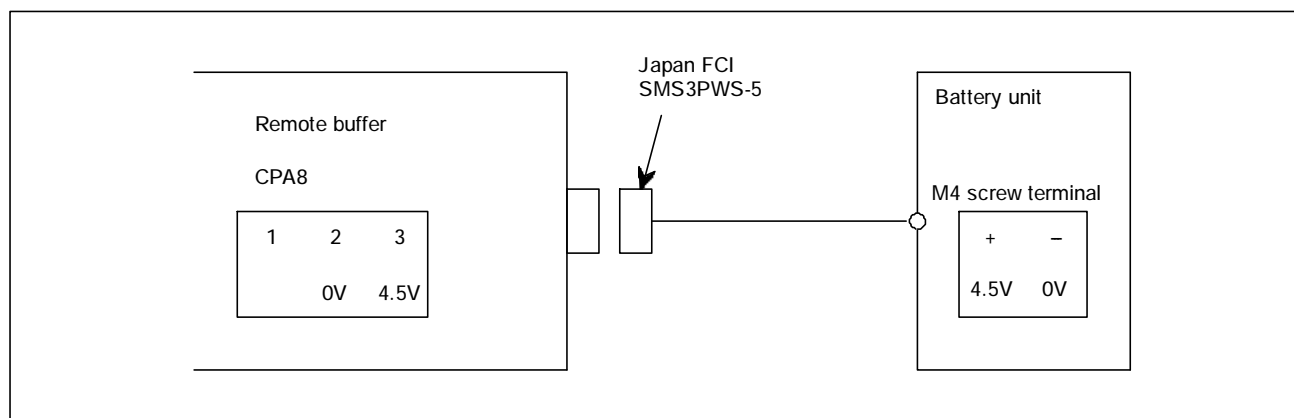 Japan FCI
SMS3PWS-5
Remote buffer
CPA8
1 2 3
0V 4.5V
Battery unit
M4 screw terminal
+ −
4.5V 0V